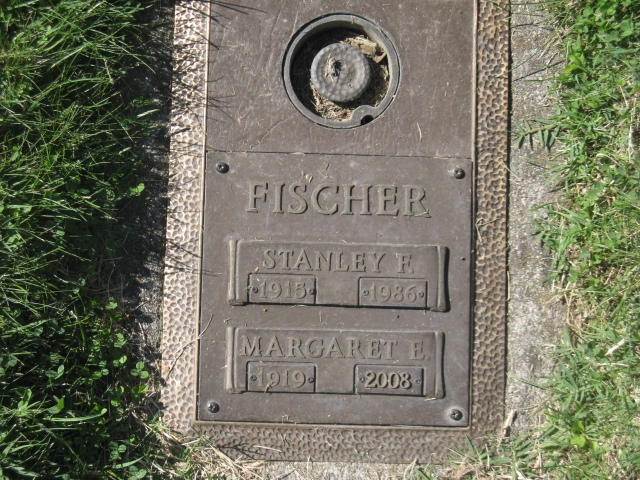 FISCHER
STANLEY F.
1915 1986
MARGARET E.
1919 2008